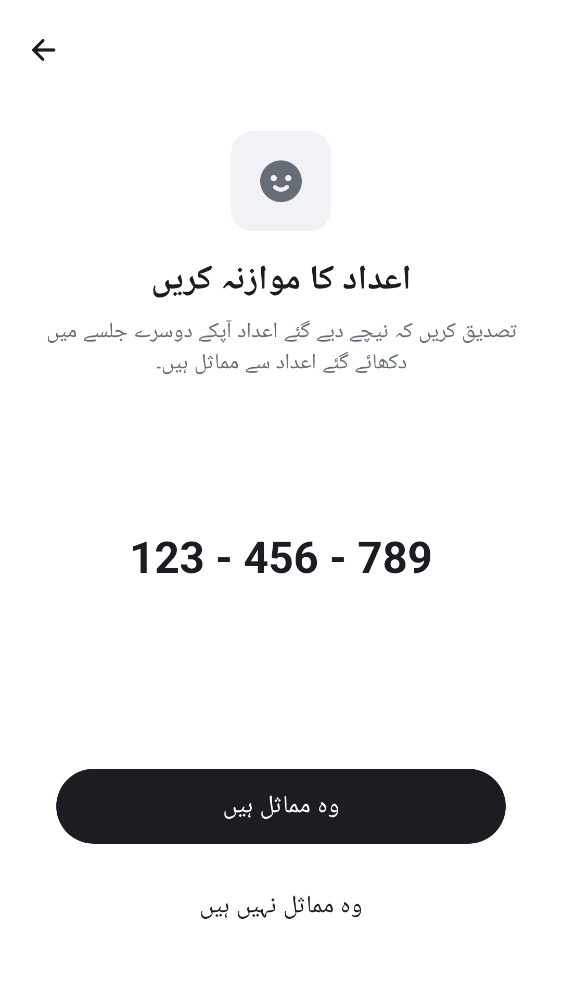 اعداد کا موازنہ کریں
تصدیق کریں کہ نیچے دیے گئے اعداد آپکے دوسرے جلسے میں
دکھائے گئے اعداد سے مماثل ہیں۔
123 - 456 - 789
وہ مماثل ہیں
وہ مماثل نہیں ہیں